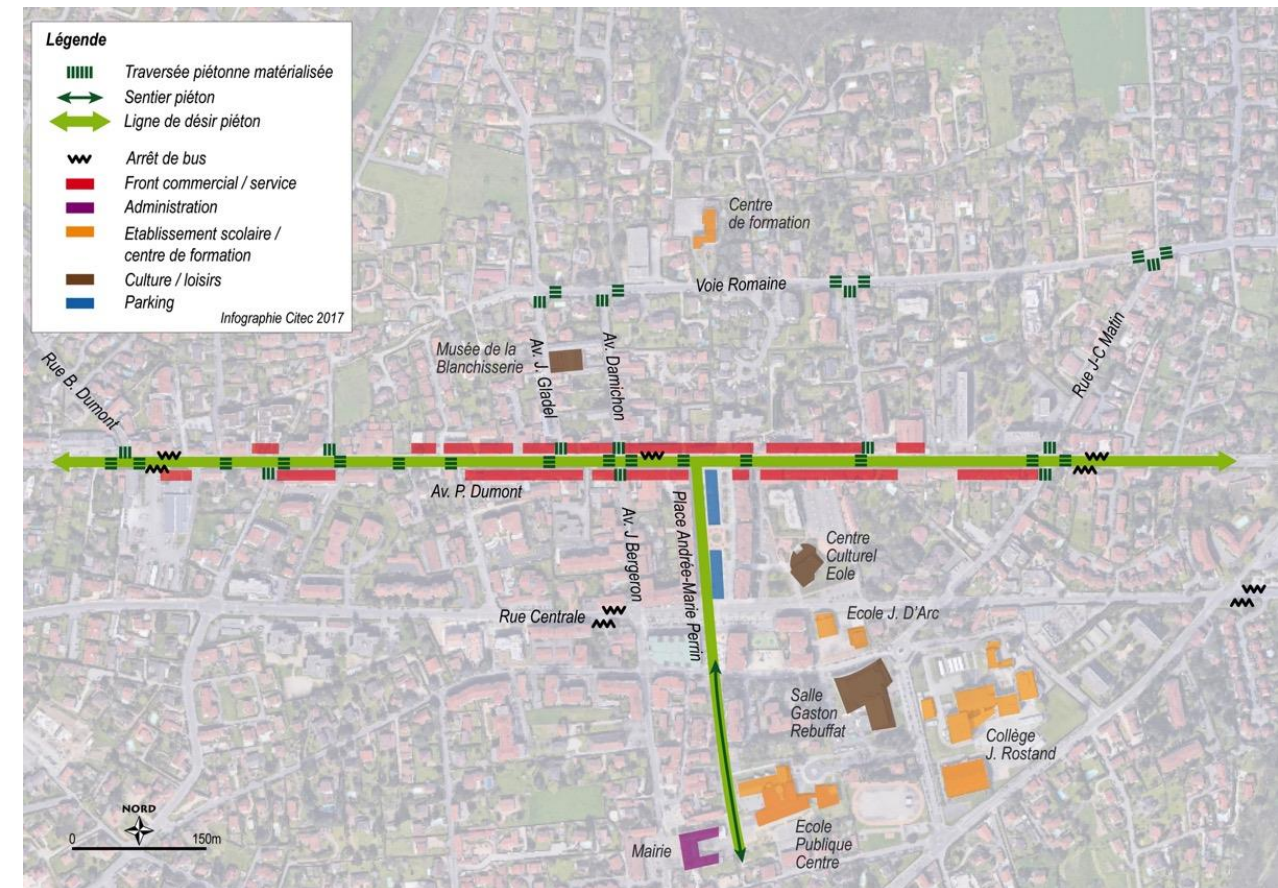 Légende
Traversée piétonne matérialisée
Sentier piéton
Ligne de désir piéton
Arrêt de bus
Front commercial / service
Administration
Etablissement scolaire /
centre de formation
Culture / loisirs
Parking
Infographie Citec 2017
Centre
de formation
Voie Romaine
Musée de la
Blanchisserie
Av. J. Gladel
Av. Damichon
Rue J-C Matin
Rue B. Dumont
Av. P. Dumont
Av. J Bergeron
Place Andrée-Marie Perrin
Centre
Culturel
Eole
Rue Centrale
Ecole J. D'Arc
Salle
Gaston
Rebuffat
Collège
J. Rostand
NORD
0
150m
Mairie
Ecole
Publique
Centre